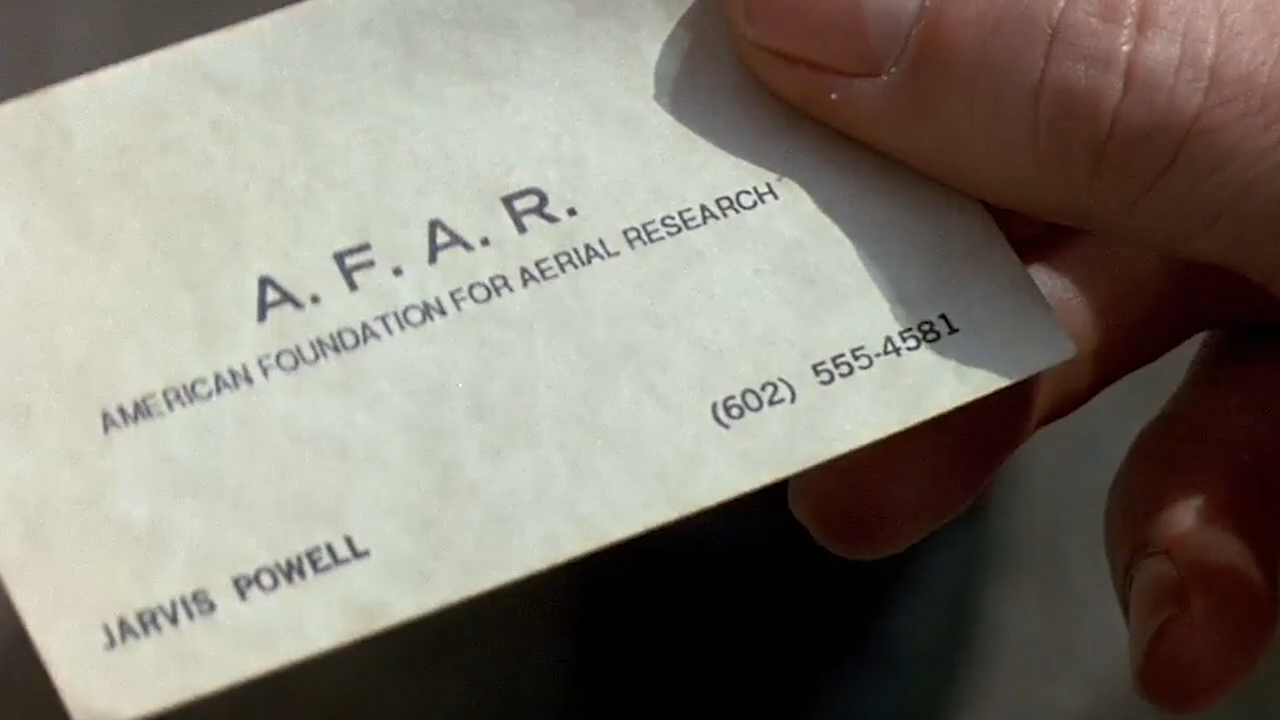 A. F. A. R.
AMERICAN FOUNDATION FOR AERIAL RESEARCH
(602) 555-4581
JARVIS POWELL